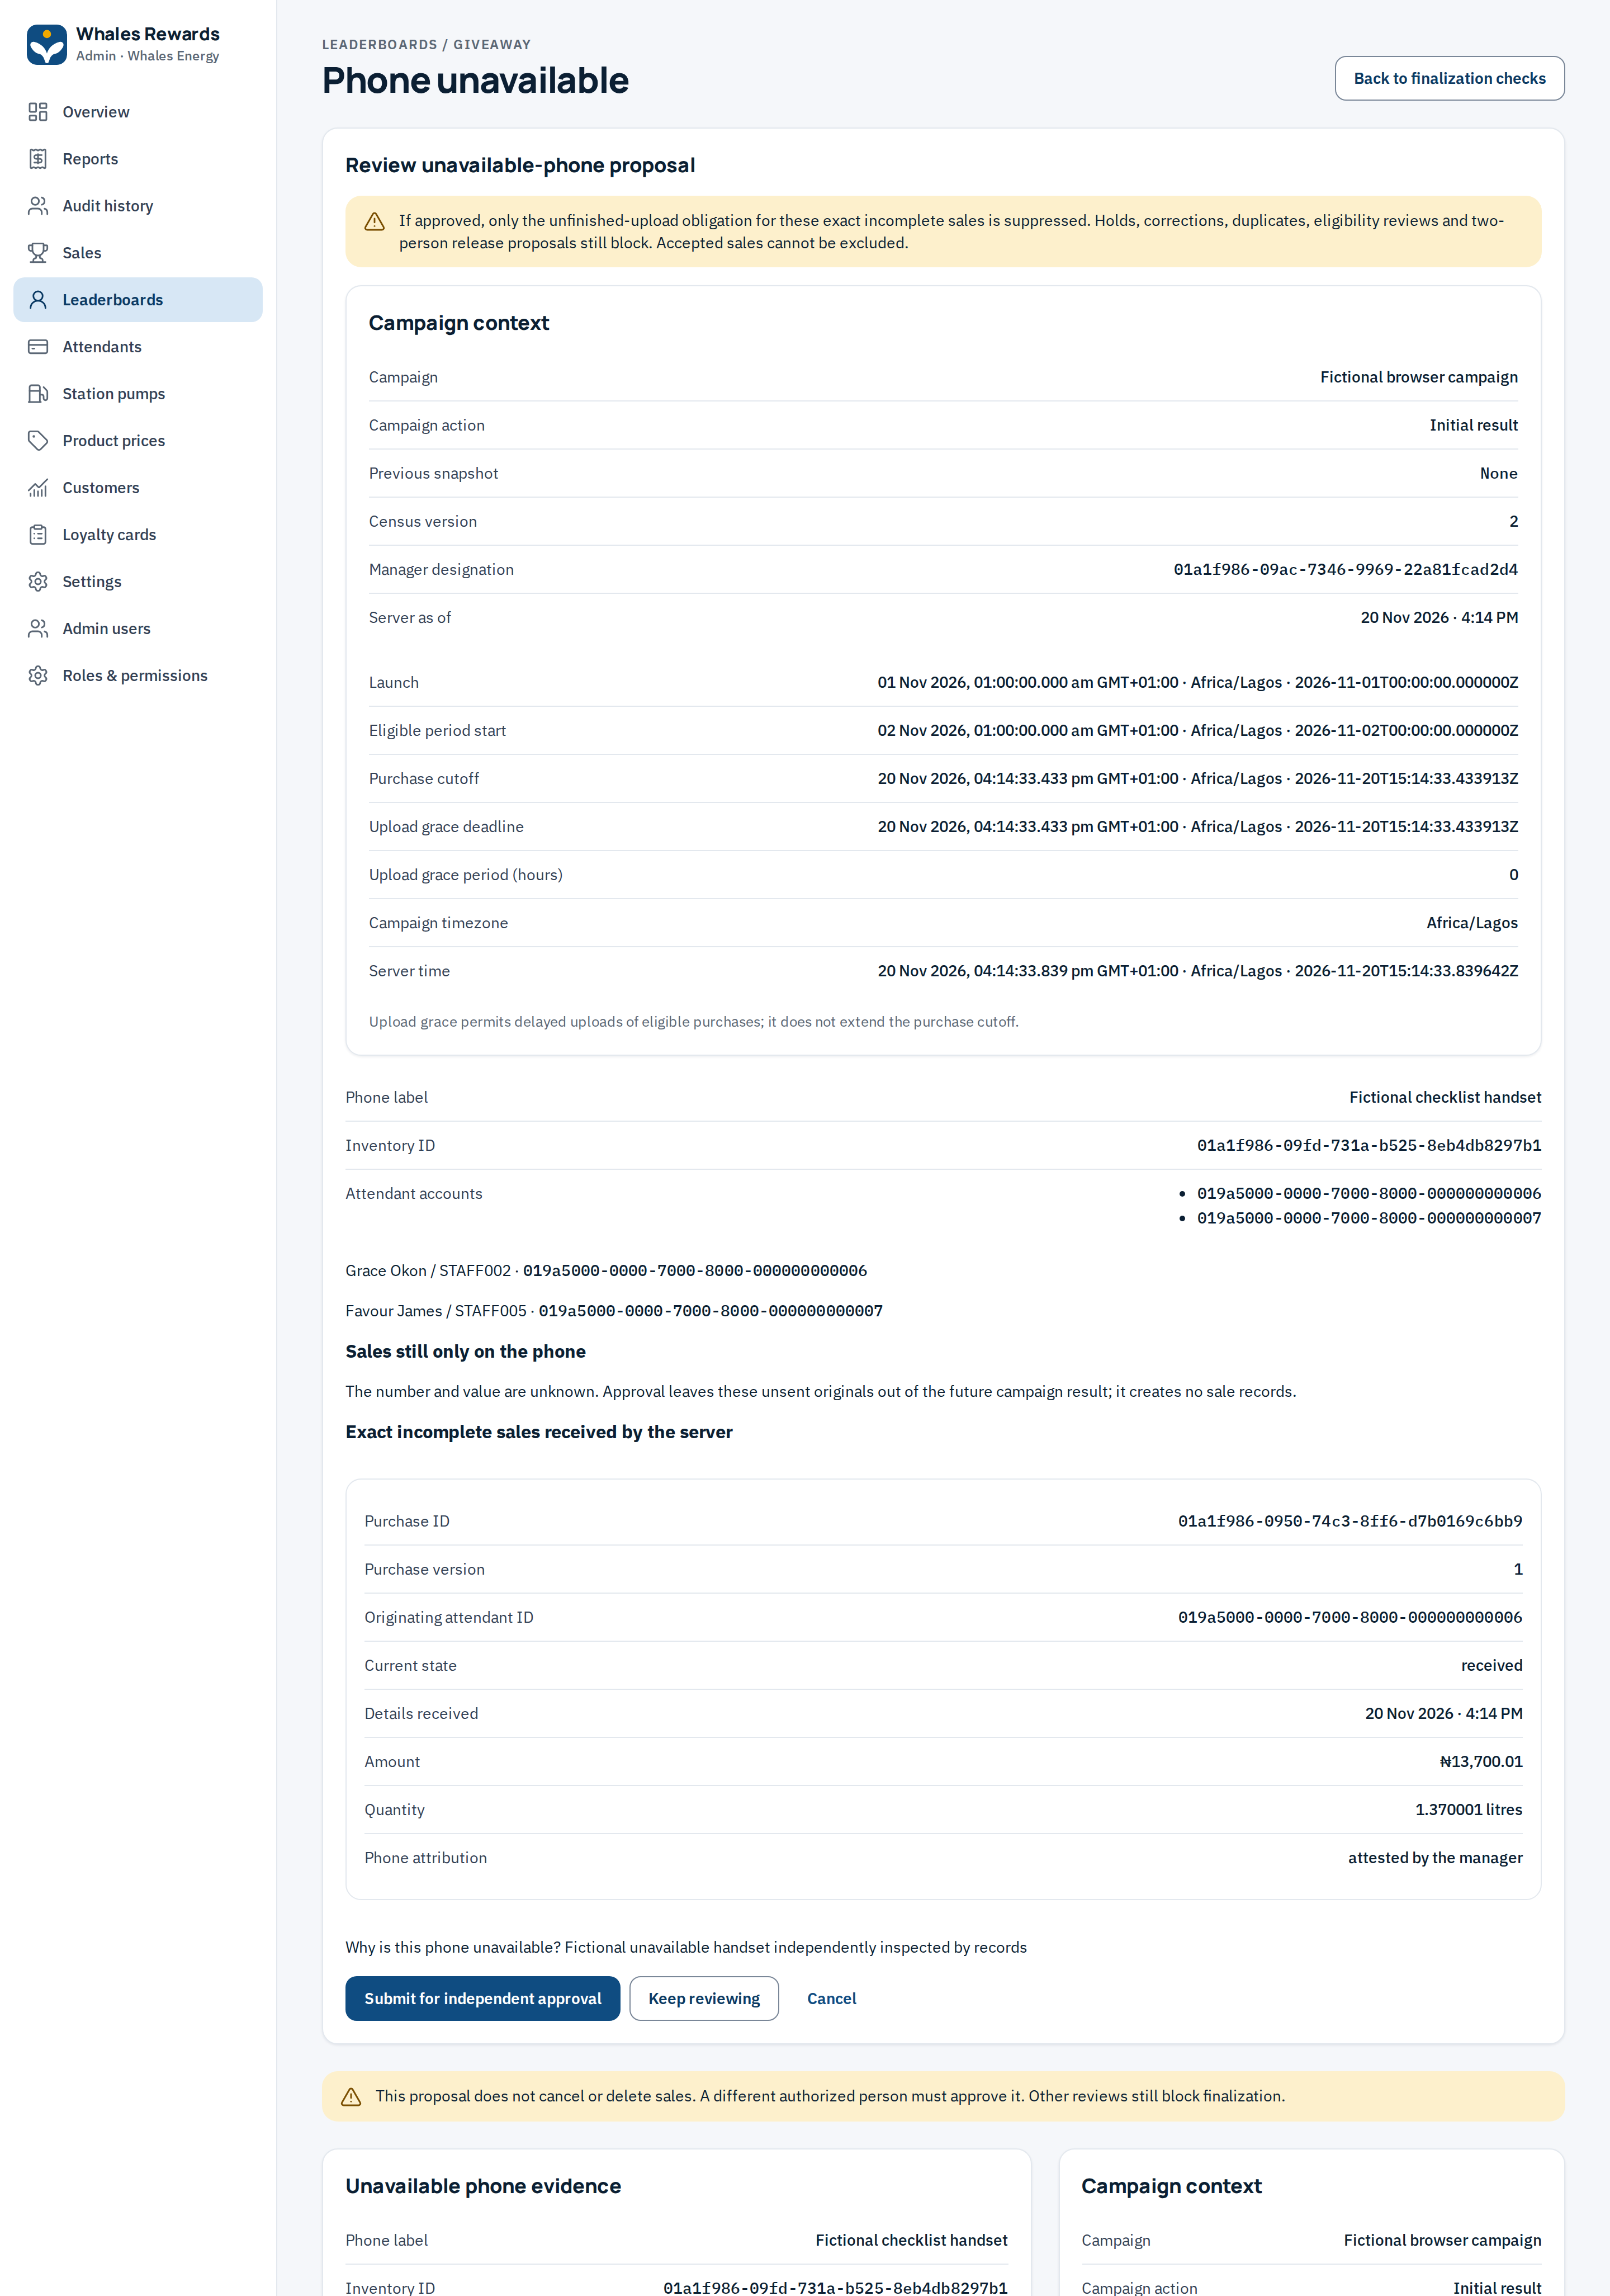 Whales Rewards
Admin · Whales Energy
Overview
Reports
Audit history
Sales
Leaderboards
Attendants
Station pumps
Product prices
Customers
Loyalty cards
Settings
Admin users
Roles & permissions
LEADERBOARDS / GIVEAWAY
Phone unavailable
Back to finalization checks
Review unavailable-phone proposal
If approved, only the unfinished-upload obligation for these exact incomplete sales is suppressed. Holds, corrections, duplicates, eligibility reviews and two-
person release proposals still block. Accepted sales cannot be excluded.
Campaign context
Campaign Fictional browser campaign
Campaign action Initial result
Previous snapshot None
Census version 2
Manager designation 01a1f986-09ac-7346-9969-22a81fcad2d4
Server as of 20 Nov 2026 · 4:14 PM
Launch 01 Nov 2026, 01:00:00.000 am GMT+01:00 · Africa/Lagos · 2026-11-01T00:00:00.000000Z
Eligible period start 02 Nov 2026, 01:00:00.000 am GMT+01:00 · Africa/Lagos · 2026-11-02T00:00:00.000000Z
Purchase cutoff 20 Nov 2026, 04:14:33.433 pm GMT+01:00 · Africa/Lagos · 2026-11-20T15:14:33.433913Z
Upload grace deadline 20 Nov 2026, 04:14:33.433 pm GMT+01:00 · Africa/Lagos · 2026-11-20T15:14:33.433913Z
Upload grace period (hours) 0
Campaign timezone Africa/Lagos
Server time 20 Nov 2026, 04:14:33.839 pm GMT+01:00 · Africa/Lagos · 2026-11-20T15:14:33.839642Z
Upload grace permits delayed uploads of eligible purchases; it does not extend the purchase cutoff.
Phone label Fictional checklist handset
Inventory ID 01a1f986-09fd-731a-b525-8eb4db8297b1
Attendant accounts • 019a5000-0000-7000-8000-000000000006
• 019a5000-0000-7000-8000-000000000007
Grace Okon / STAFF002 · 019a5000-0000-7000-8000-000000000006
Favour James / STAFF005 · 019a5000-0000-7000-8000-000000000007
Sales still only on the phone
The number and value are unknown. Approval leaves these unsent originals out of the future campaign result; it creates no sale records.
Exact incomplete sales received by the server
Purchase ID 01a1f986-0950-74c3-8ff6-d7b0169c6bb9
Purchase version 1
Originating attendant ID 019a5000-0000-7000-8000-000000000006
Current state received
Details received 20 Nov 2026 · 4:14 PM
Amount ₦13,700.01
Quantity 1.370001 litres
Phone attribution attested by the manager
Why is this phone unavailable? Fictional unavailable handset independently inspected by records
Submit for independent approval
Keep reviewing
Cancel
This proposal does not cancel or delete sales. A different authorized person must approve it. Other reviews still block finalization.
Unavailable phone evidence
Phone label Fictional checklist handset
Inventory ID 01a1f986-09fd-731a-b525-8eb4db8297b1
Campaign context
Campaign Fictional browser campaign
Campaign action Initial result